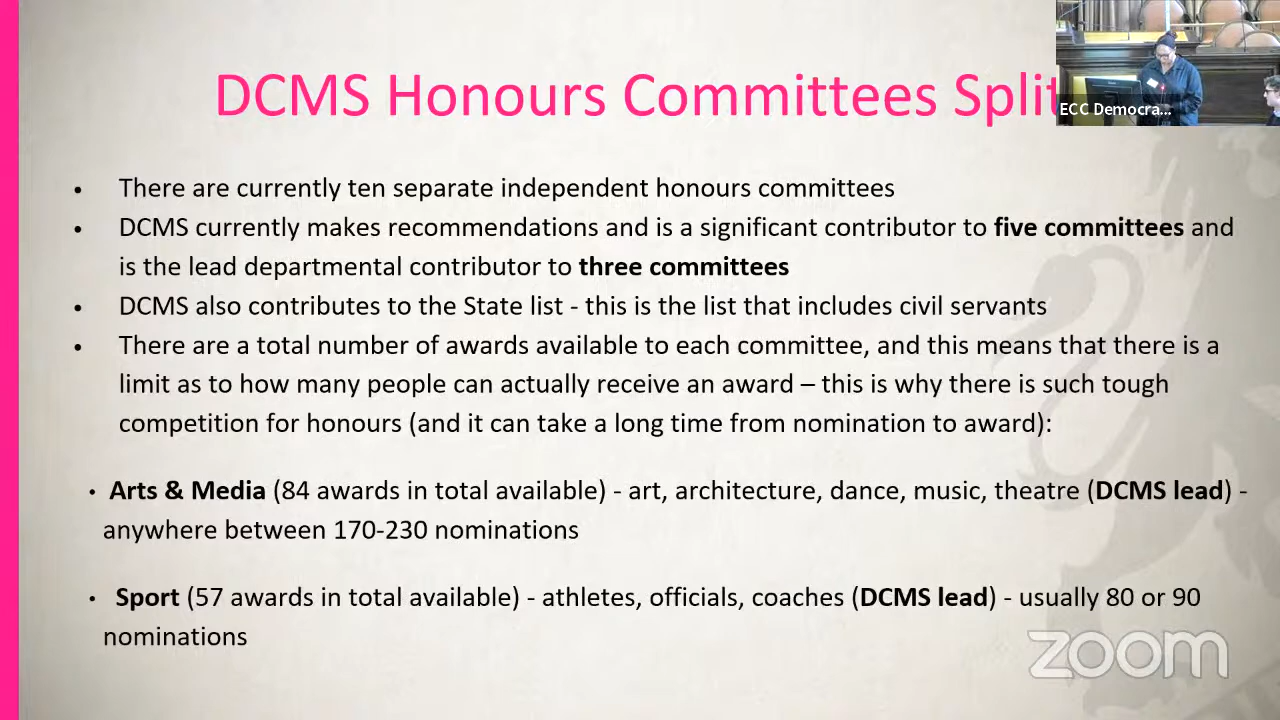 DCMS Honours Committees Split
ECC Democra...
• There are currently ten separate independent honours committees
• DCMS currently makes recommendations and is a significant contributor to five committees and
is the lead departmental contributor to three committees
• DCMS also contributes to the State list - this is the list that includes civil servants
• There are a total number of awards available to each committee, and this means that there is a
limit as to how many people can actually receive an award – this is why there is such tough
competition for honours (and it can take a long time from nomination to award):
• Arts & Media (84 awards in total available) - art, architecture, dance, music, theatre (DCMS lead) -
anywhere between 170-230 nominations
• Sport (57 awards in total available) - athletes, officials, coaches (DCMS lead) - usually 80 or 90
nominations
zoom